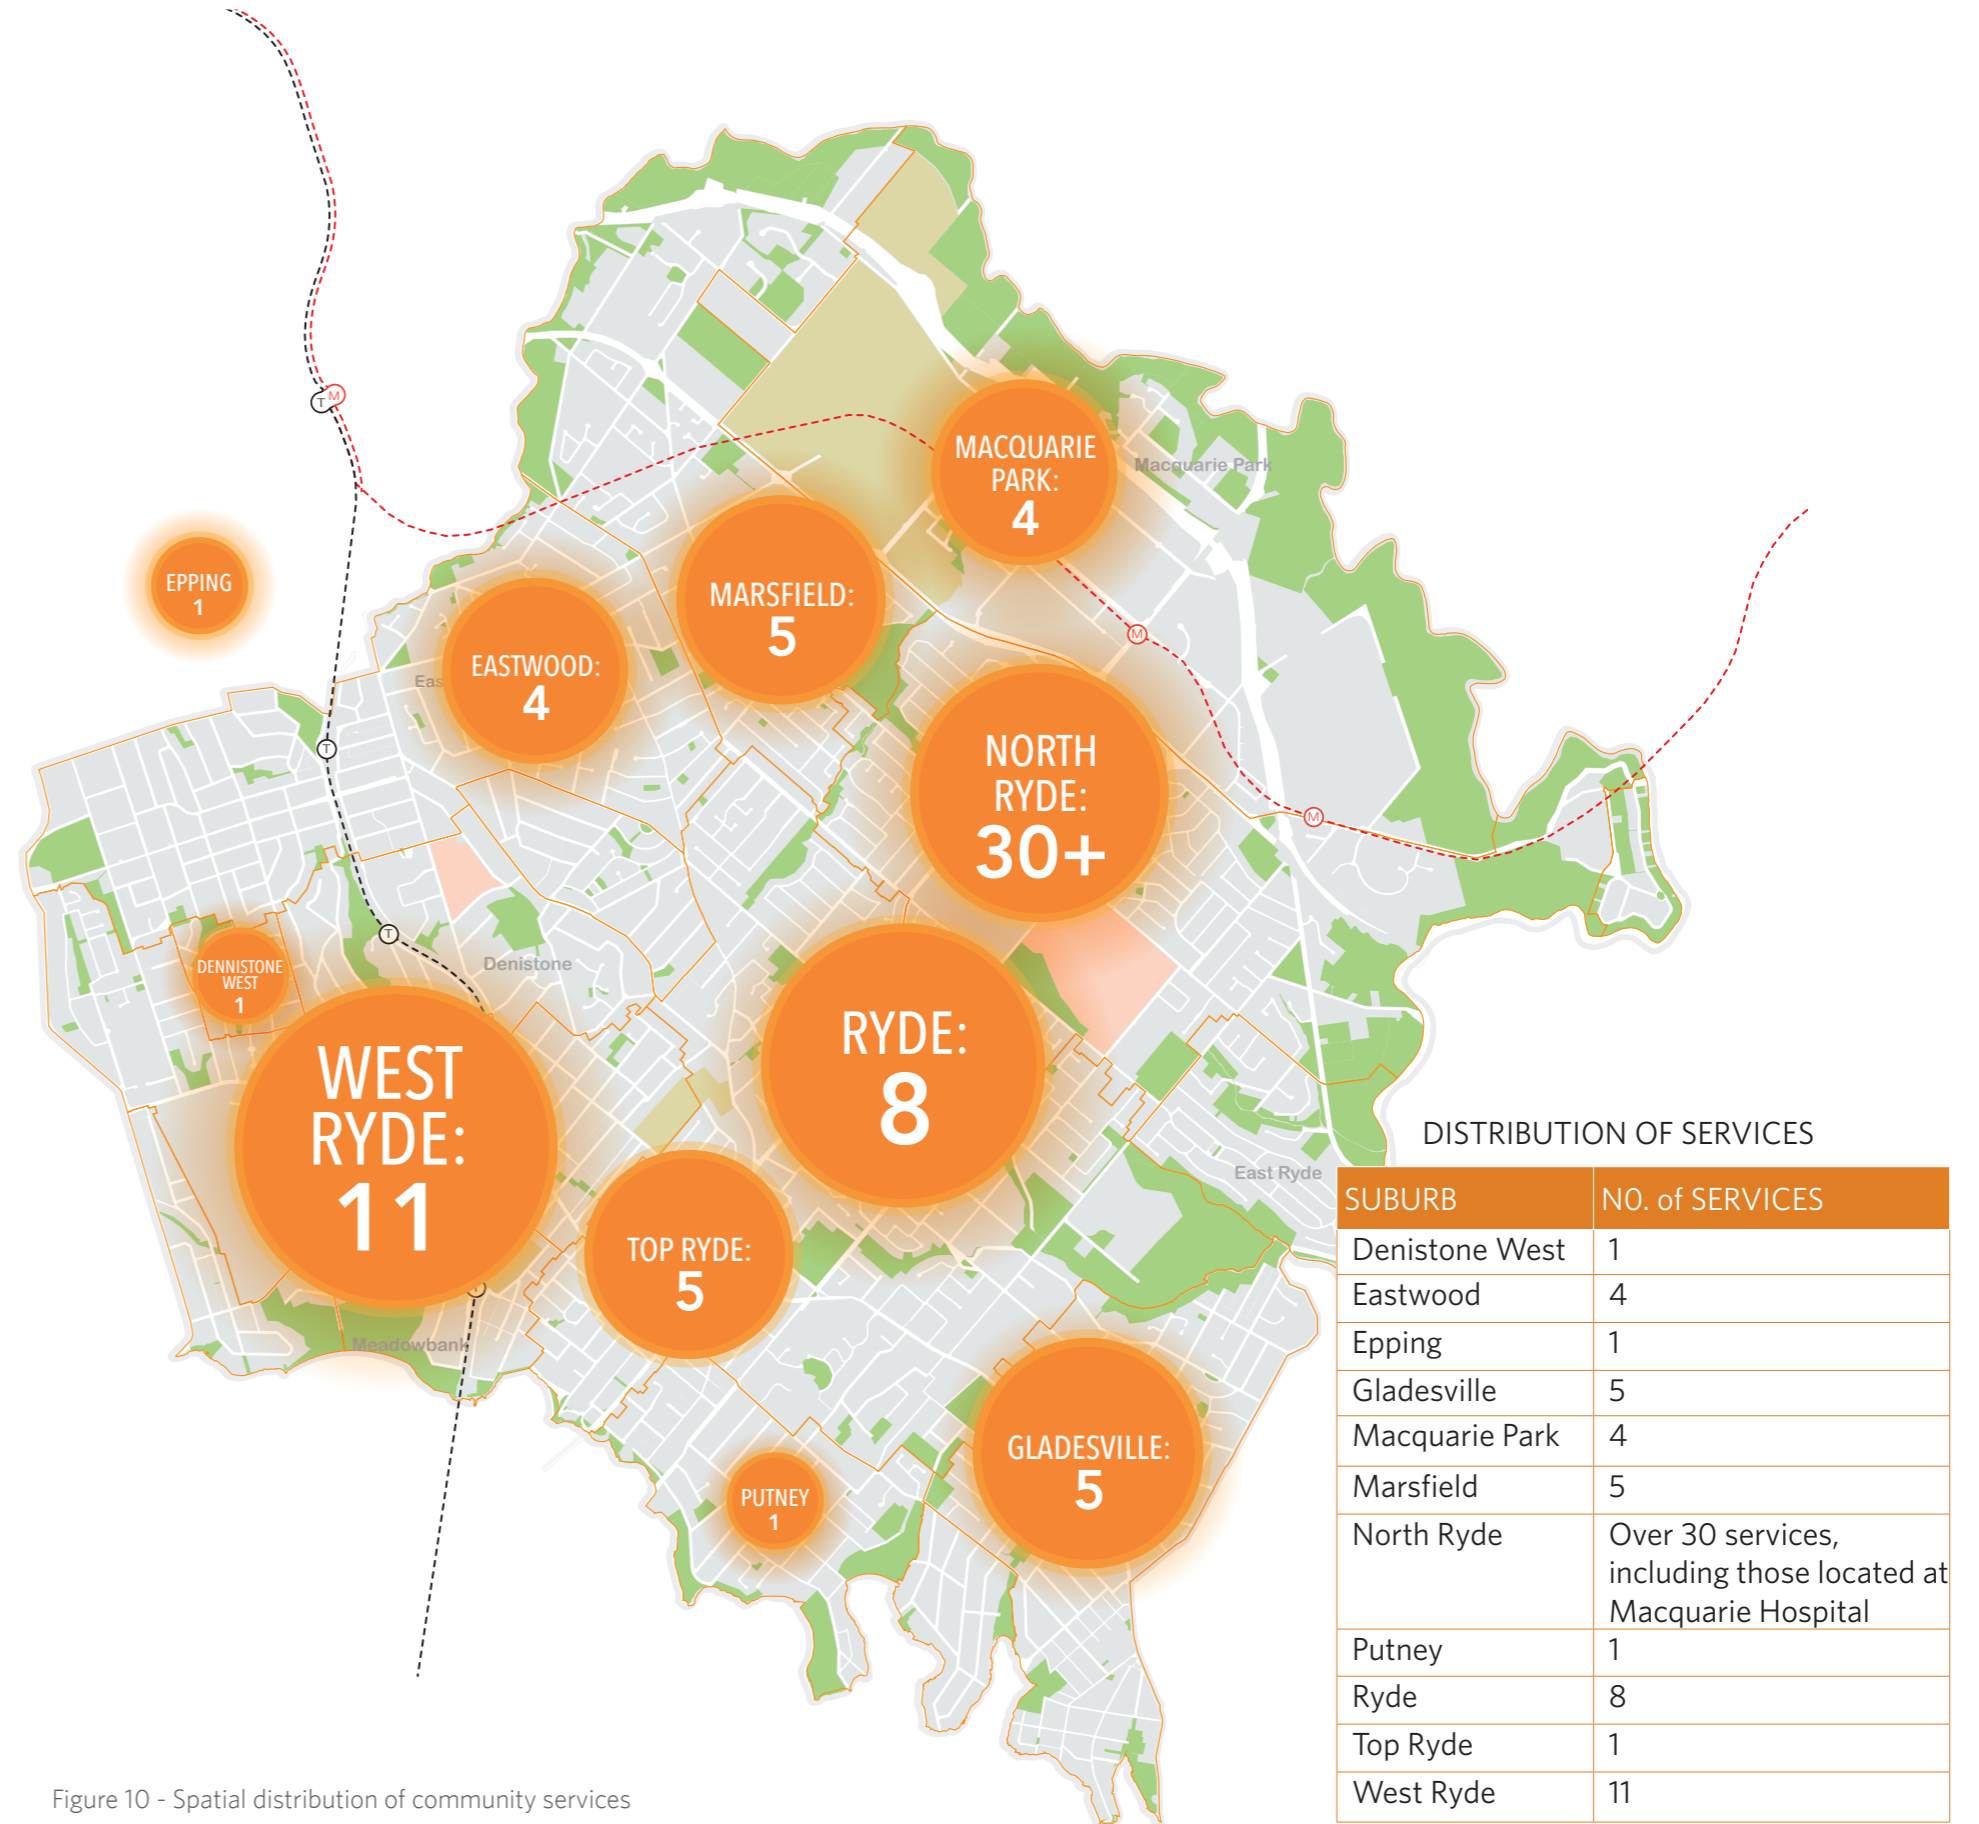 T M
MACQUARIE
PARK:
4
Macquarie Park
EPPING
1
MARSFIELD:
5
M
EASTWOOD:
4
Eas
T
NORTH
RYDE:
30+
M
T
DENNISTONE
WEST
1
Denistone
RYDE:
8
WEST
RYDE:
11
East Ryde
TOP RYDE:
5
Meadowbank
GLADESVILLE:
5
PUTNEY
1
DISTRIBUTION OF SERVICES
SUBURB NO. of SERVICES
Denistone West 1
Eastwood 4
Epping 1
Gladesville 5
Macquarie Park 4
Marsfield 5
North Ryde Over 30 services,
including those located at
Macquarie Hospital
Putney 1
Ryde 8
Top Ryde 1
West Ryde 11
Figure 10 - Spatial distribution of community services